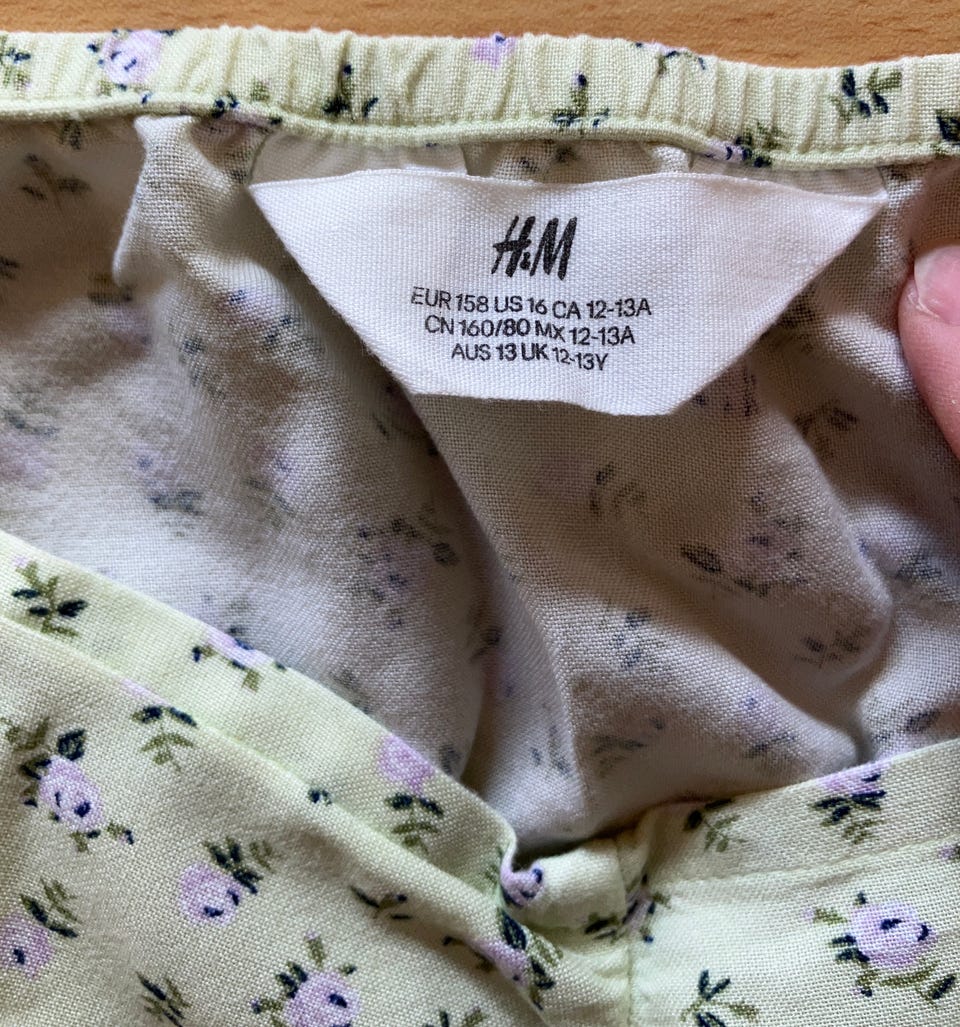 H&M
EUR 158 US 16 CA 12-13A
CN 160/80 MX 12-13A
AUS 13 UK 12-13Y